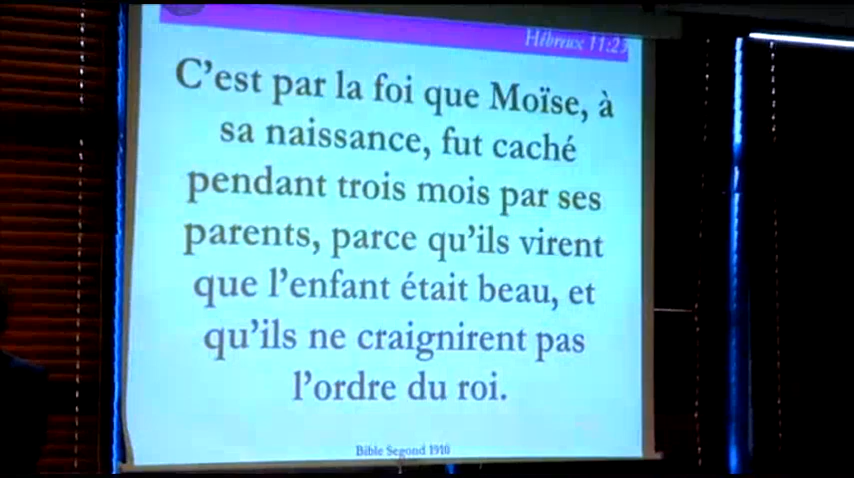 Hébreux 11:23
C'est par la foi que Moïse, à
sa naissance, fut caché
pendant trois mois par ses
parents, parce qu'ils virent
que l'enfant était beau, et
qu'ils ne craignirent pas
l'ordre du roi.
Bible Segond 1910